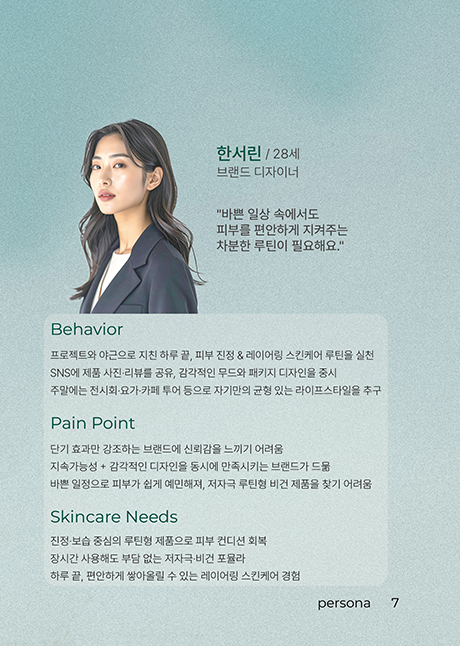 한서린 / 28세
브랜드 디자이너
"바쁜 일상 속에서도
피부를 편안하게 지켜주는
차분한 루틴이 필요해요."
Behavior
프로젝트와 야근으로 지친 하루 끝, 피부 진정 & 레이어링 스킨케어 루틴을 실천
SNS에 제품 사진·리뷰를 공유, 감각적인 무드와 패키지 디자인을 중시
주말에는 전시회·요가·카페 투어 등으로 자기만의 균형 있는 라이프스타일을 추구
Pain Point
단기 효과만 강조하는 브랜드에 신뢰감을 느끼기 어려움
지속가능성 + 감각적인 디자인을 동시에 만족시키는 브랜드가 드묾
바쁜 일정으로 피부가 쉽게 예민해져, 저자극 루틴형 비건 제품을 찾기 어려움
Skincare Needs
진정·보습 중심의 루틴형 제품으로 피부 컨디션 회복
장시간 사용해도 부담 없는 저자극·비건 포뮬라
하루 끝, 편안하게 쌓아올릴 수 있는 레이어링 스킨케어 경험
persona 7